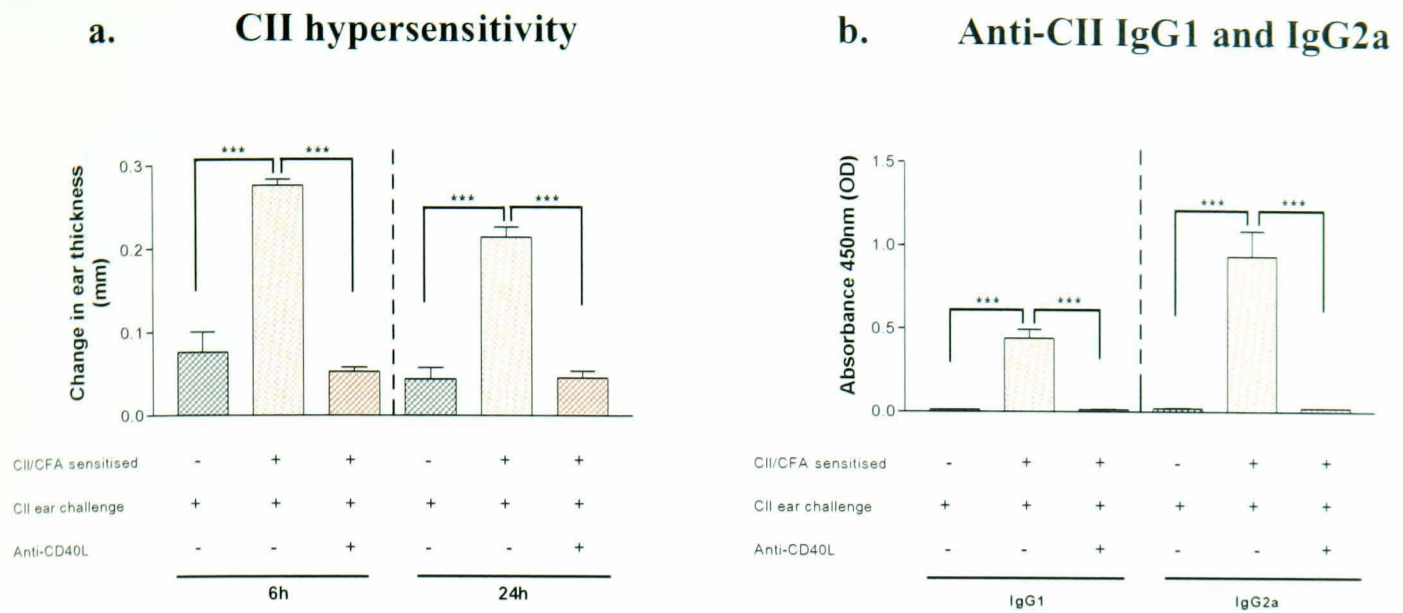 a. CII hypersensitivity
*** ***
*** ***
Change in ear thickness
(mm)
0.3
0.2
0.1
0.0
CII/CFA sensitised - + + - + +
CII ear challenge + + + + + +
Anti-CD40L - - + - - +
6h 24h
b. Anti-CII IgG1 and IgG2a
*** ***
*** ***
Absorbance 450nm (OD)
1.5
1.0
0.5
0.0
CII/CFA sensitised - + + - + +
CII ear challenge + + + + + +
Anti-CD40L - - + - - +
IgG1 IgG2a